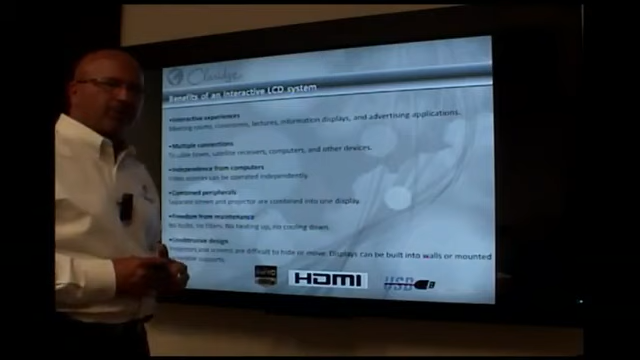 Claridge
Benefits of an interactive LCD system
•Interactive experiences
Meeting rooms, classrooms, lectures, information displays, and advertising applications.
•Multiple connections
To cable boxes, satellite receivers, computers, and other devices.
•Independence from computers
Video sources can be operated independently.
•Combined peripherals
Separate screen and projector are combined into one display.
•Freedom from maintenance
No bulbs, no filters. No heating up, no cooling down.
•Unobtrusive design
Projectors and screens are difficult to hide or move. Displays can be built into walls or mounted
supports.
HDMI USB